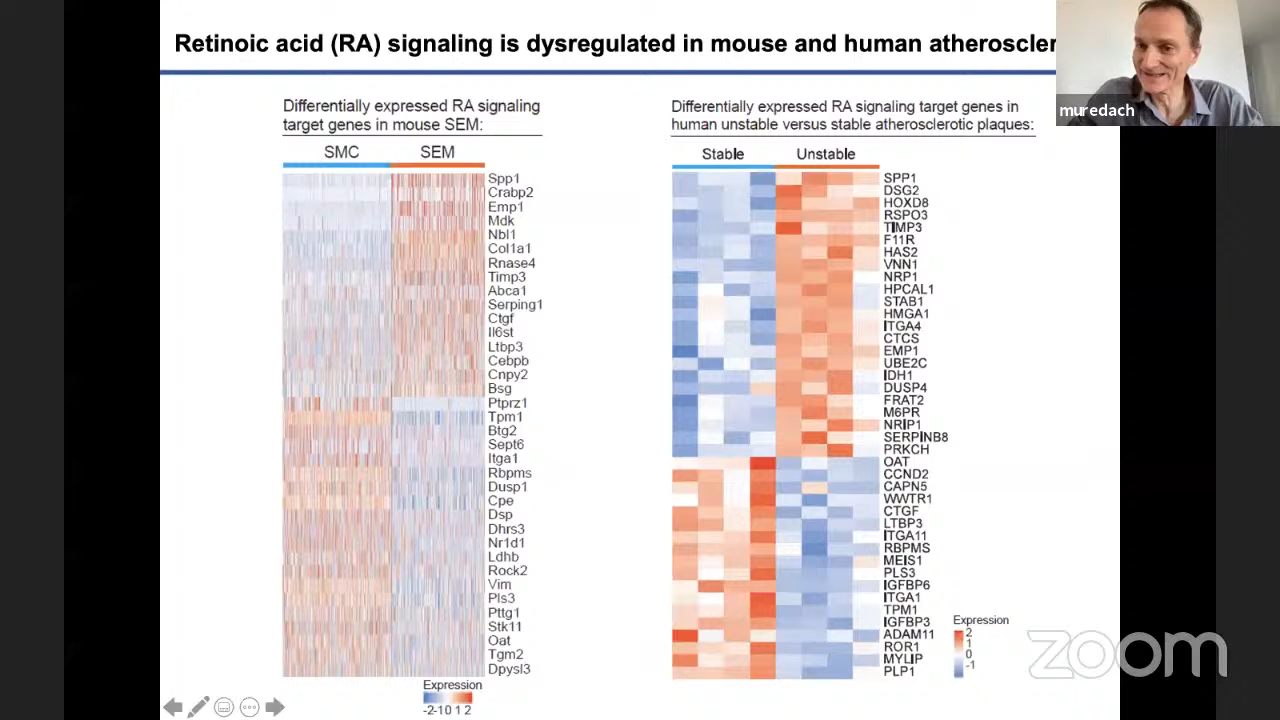 Retinoic acid (RA) signaling is dysregulated in mouse and human atheroscler
muredach
Differentially expressed RA signaling
target genes in mouse SEM:
SMC
SEM
Spp1
Crabp2
Emp1
Mdk
Nbl1
Col1a1
Rnase4
Timp3
Abca1
Serping1
Ctgf
Il6st
Ltbp3
Cebpb
Cnpy2
Bsg
Ptprz1
Tpm1
Btg2
Sept6
Itga1
Rbpms
Dusp1
Cpe
Dsp
Dhrs3
Nr1d1
Ldhb
Rock2
Vim
Pls3
Pttg1
Stk11
Oat
Tgm2
Dpysl3
Expression
-2-10 1 2
Differentially expressed RA signaling target genes in
human unstable versus stable atherosclerotic plaques:
Stable
Unstable
SPP1
DSG2
HOXD8
RSPO3
TIMP3
F11R
HAS2
VNN1
NRP1
HPCAL1
STAB1
HMGA1
ITGA4
CTCS
EMP1
UBE2C
IDH1
DUSP4
FRAT2
M6PR
NRIP1
SERPINB8
PRKCH
OAT
CCND2
CAPN5
WWTR1
CTGF
LTBP3
ITGA11
RBPMS
MEIS1
PLS3
IGFBP6
ITGA1
TPM1
IGFBP3
ADAM11
ROR1
MYLIP
PLP1
Expression
2
1
0
-1
zoom